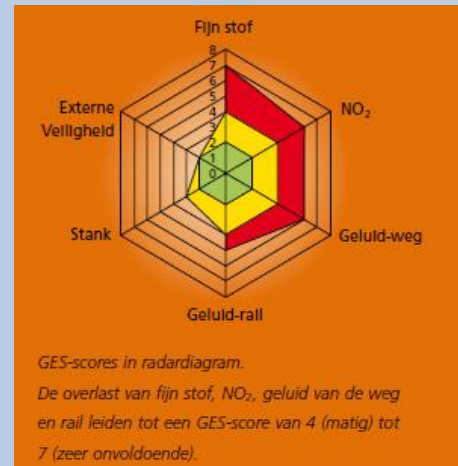 Fijn stof
8
7
6
5
4
3
2
1
0
Externe
Veiligheid
NO₂
Stank
Geluid-weg
Geluid-rail
GES-scores in radardiagram.
De overlast van fijn stof, NO₂, geluid van de weg
en rail leiden tot een GES-score van 4 (matig) tot
7 (zeer onvoldoende).